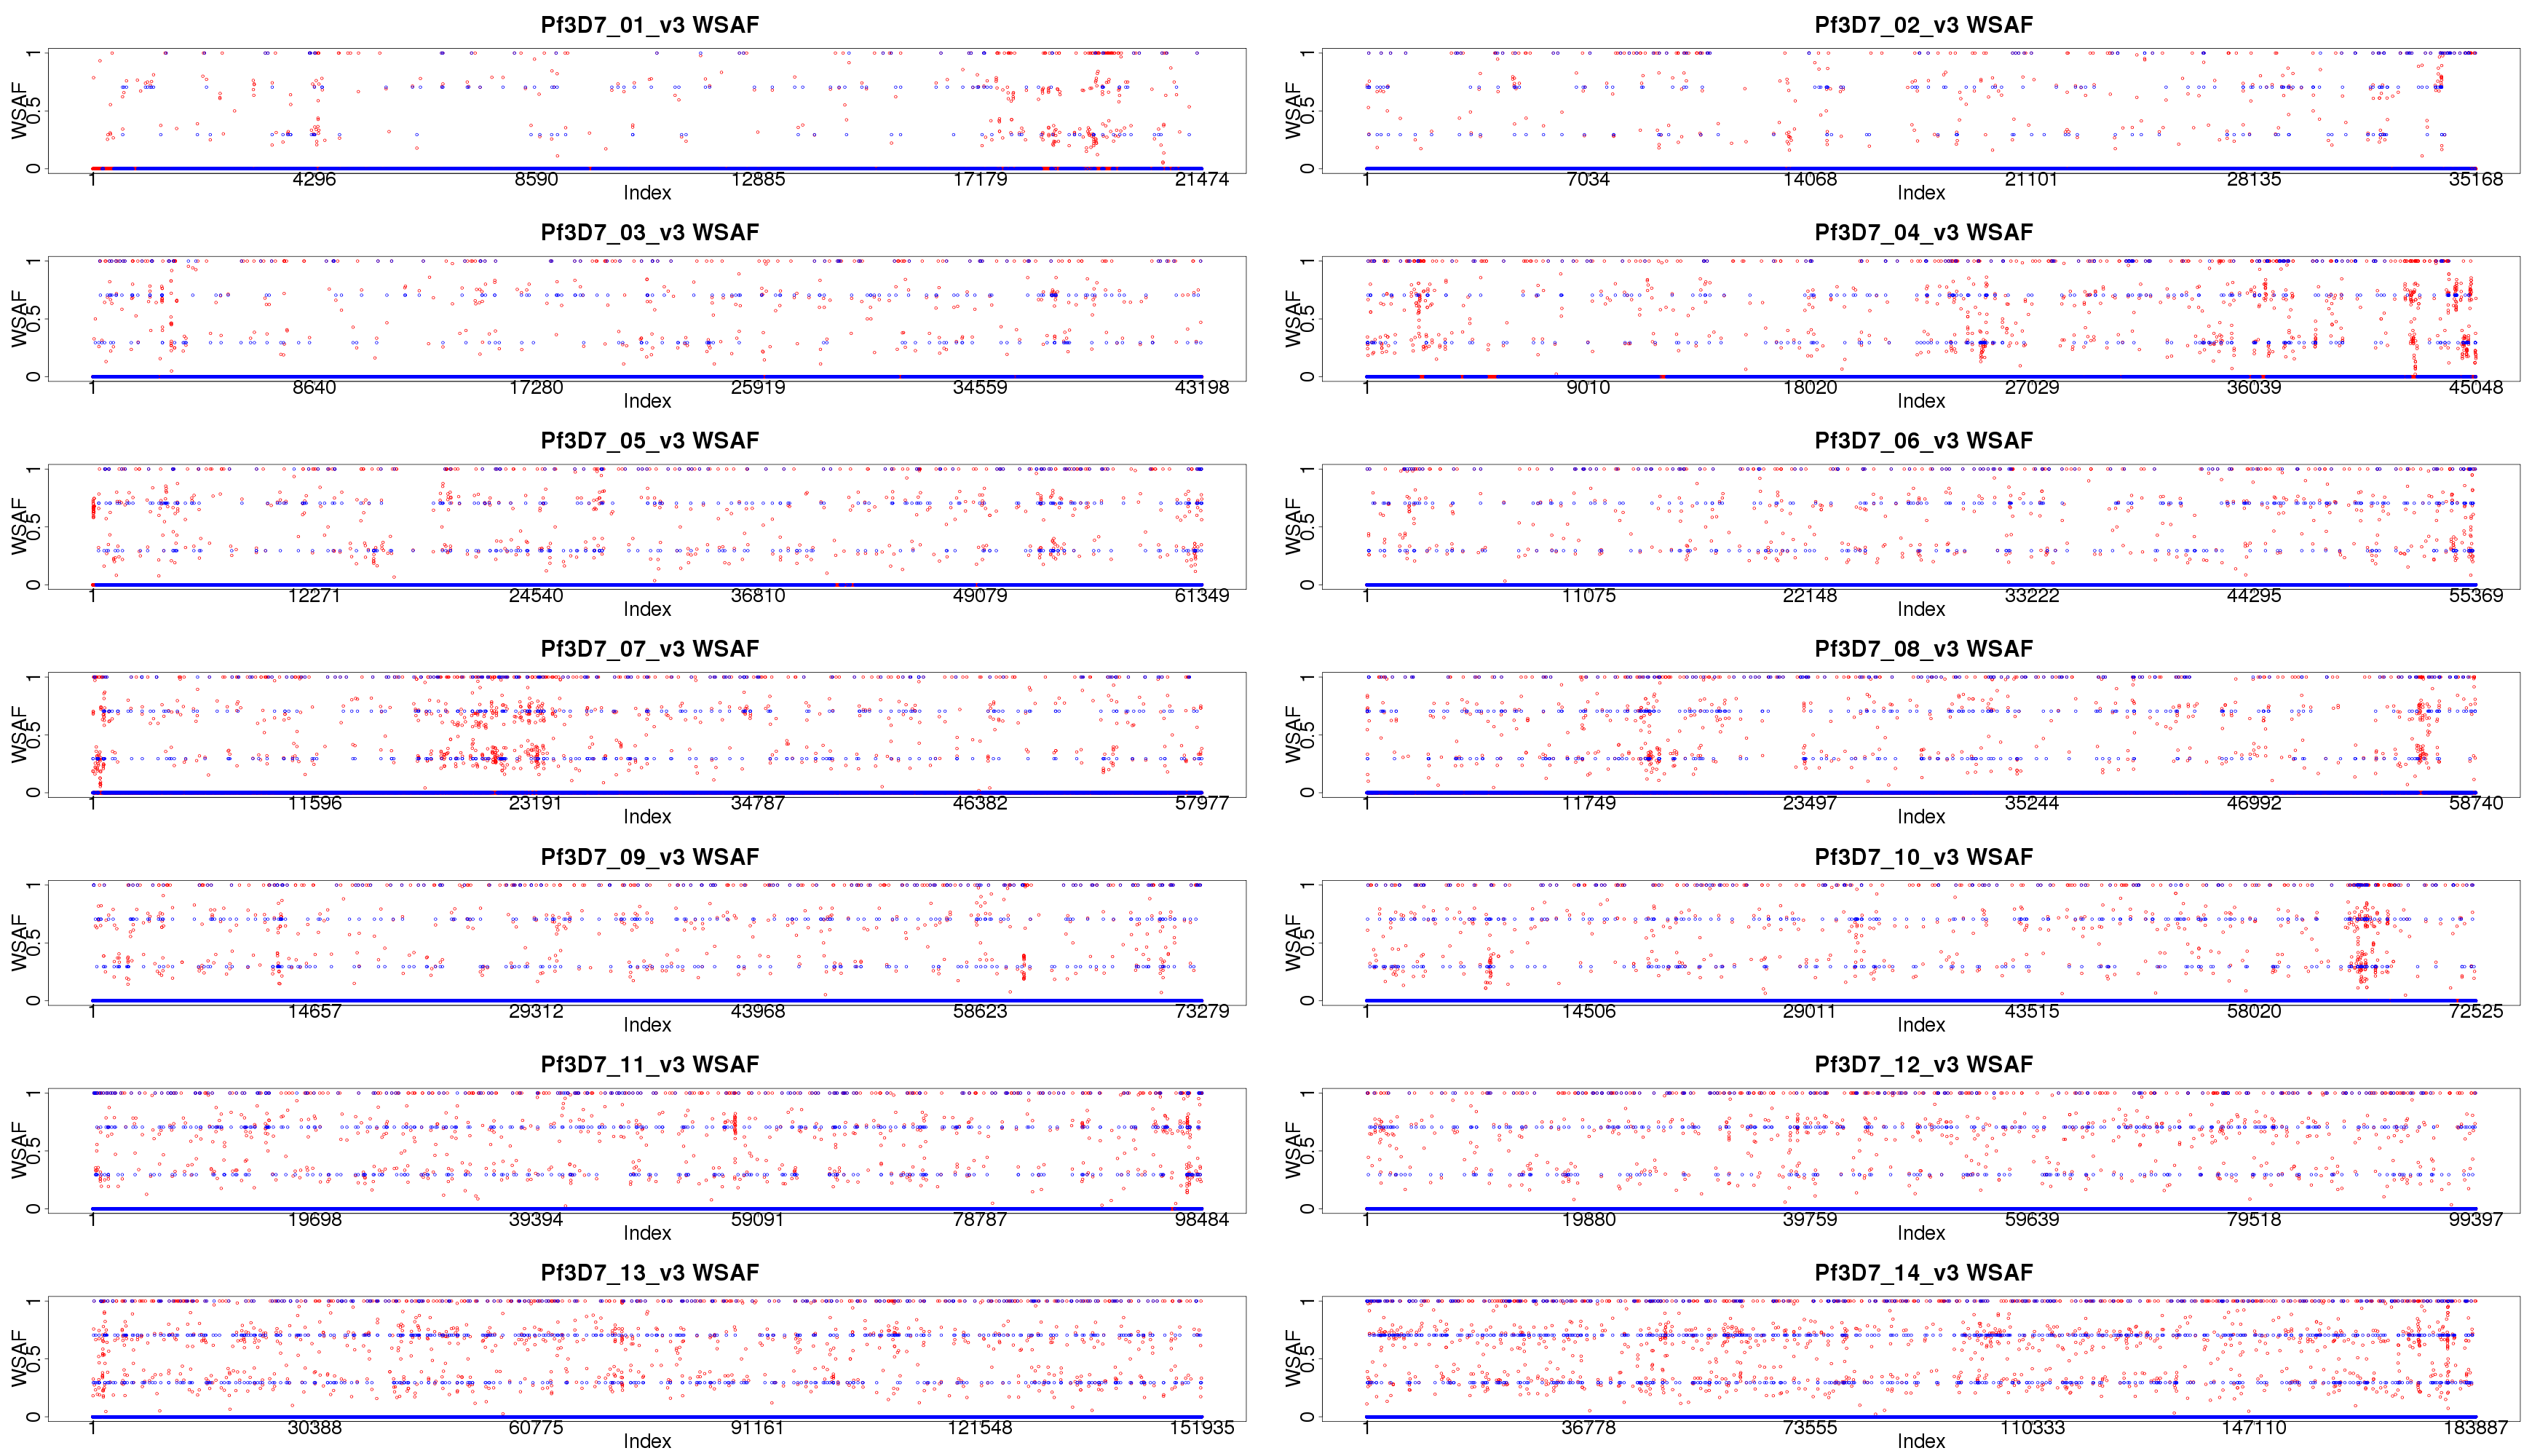 Pf3D7_01_v3 WSAF
WSAF
1
0.5
0
1 4296 8590 12885 17179 21474
Index
Pf3D7_02_v3 WSAF
WSAF
1
0.5
0
1 7034 14068 21101 28135 35168
Index
Pf3D7_03_v3 WSAF
WSAF
1
0.5
0
1 8640 17280 25919 34559 43198
Index
Pf3D7_04_v3 WSAF
WSAF
1
0.5
0
1 9010 18020 27029 36039 45048
Index
Pf3D7_05_v3 WSAF
WSAF
1
0.5
0
1 12271 24540 36810 49079 61349
Index
Pf3D7_06_v3 WSAF
WSAF
1
0.5
0
1 11075 22148 33222 44295 55369
Index
Pf3D7_07_v3 WSAF
WSAF
1
0.5
0
1 11596 23191 34787 46382 57977
Index
Pf3D7_08_v3 WSAF
WSAF
1
0.5
0
1 11749 23497 35244 46992 58740
Index
Pf3D7_09_v3 WSAF
WSAF
1
0.5
0
1 14657 29312 43968 58623 73279
Index
Pf3D7_10_v3 WSAF
WSAF
1
0.5
0
1 14506 29011 43515 58020 72525
Index
Pf3D7_11_v3 WSAF
WSAF
1
0.5
0
1 19698 39394 59091 78787 98484
Index
Pf3D7_12_v3 WSAF
WSAF
1
0.5
0
1 19880 39759 59639 79518 99397
Index
Pf3D7_13_v3 WSAF
WSAF
1
0.5
0
1 30388 60775 91161 121548 151935
Index
Pf3D7_14_v3 WSAF
WSAF
1
0.5
0
1 36778 73555 110333 147110 183887
Index